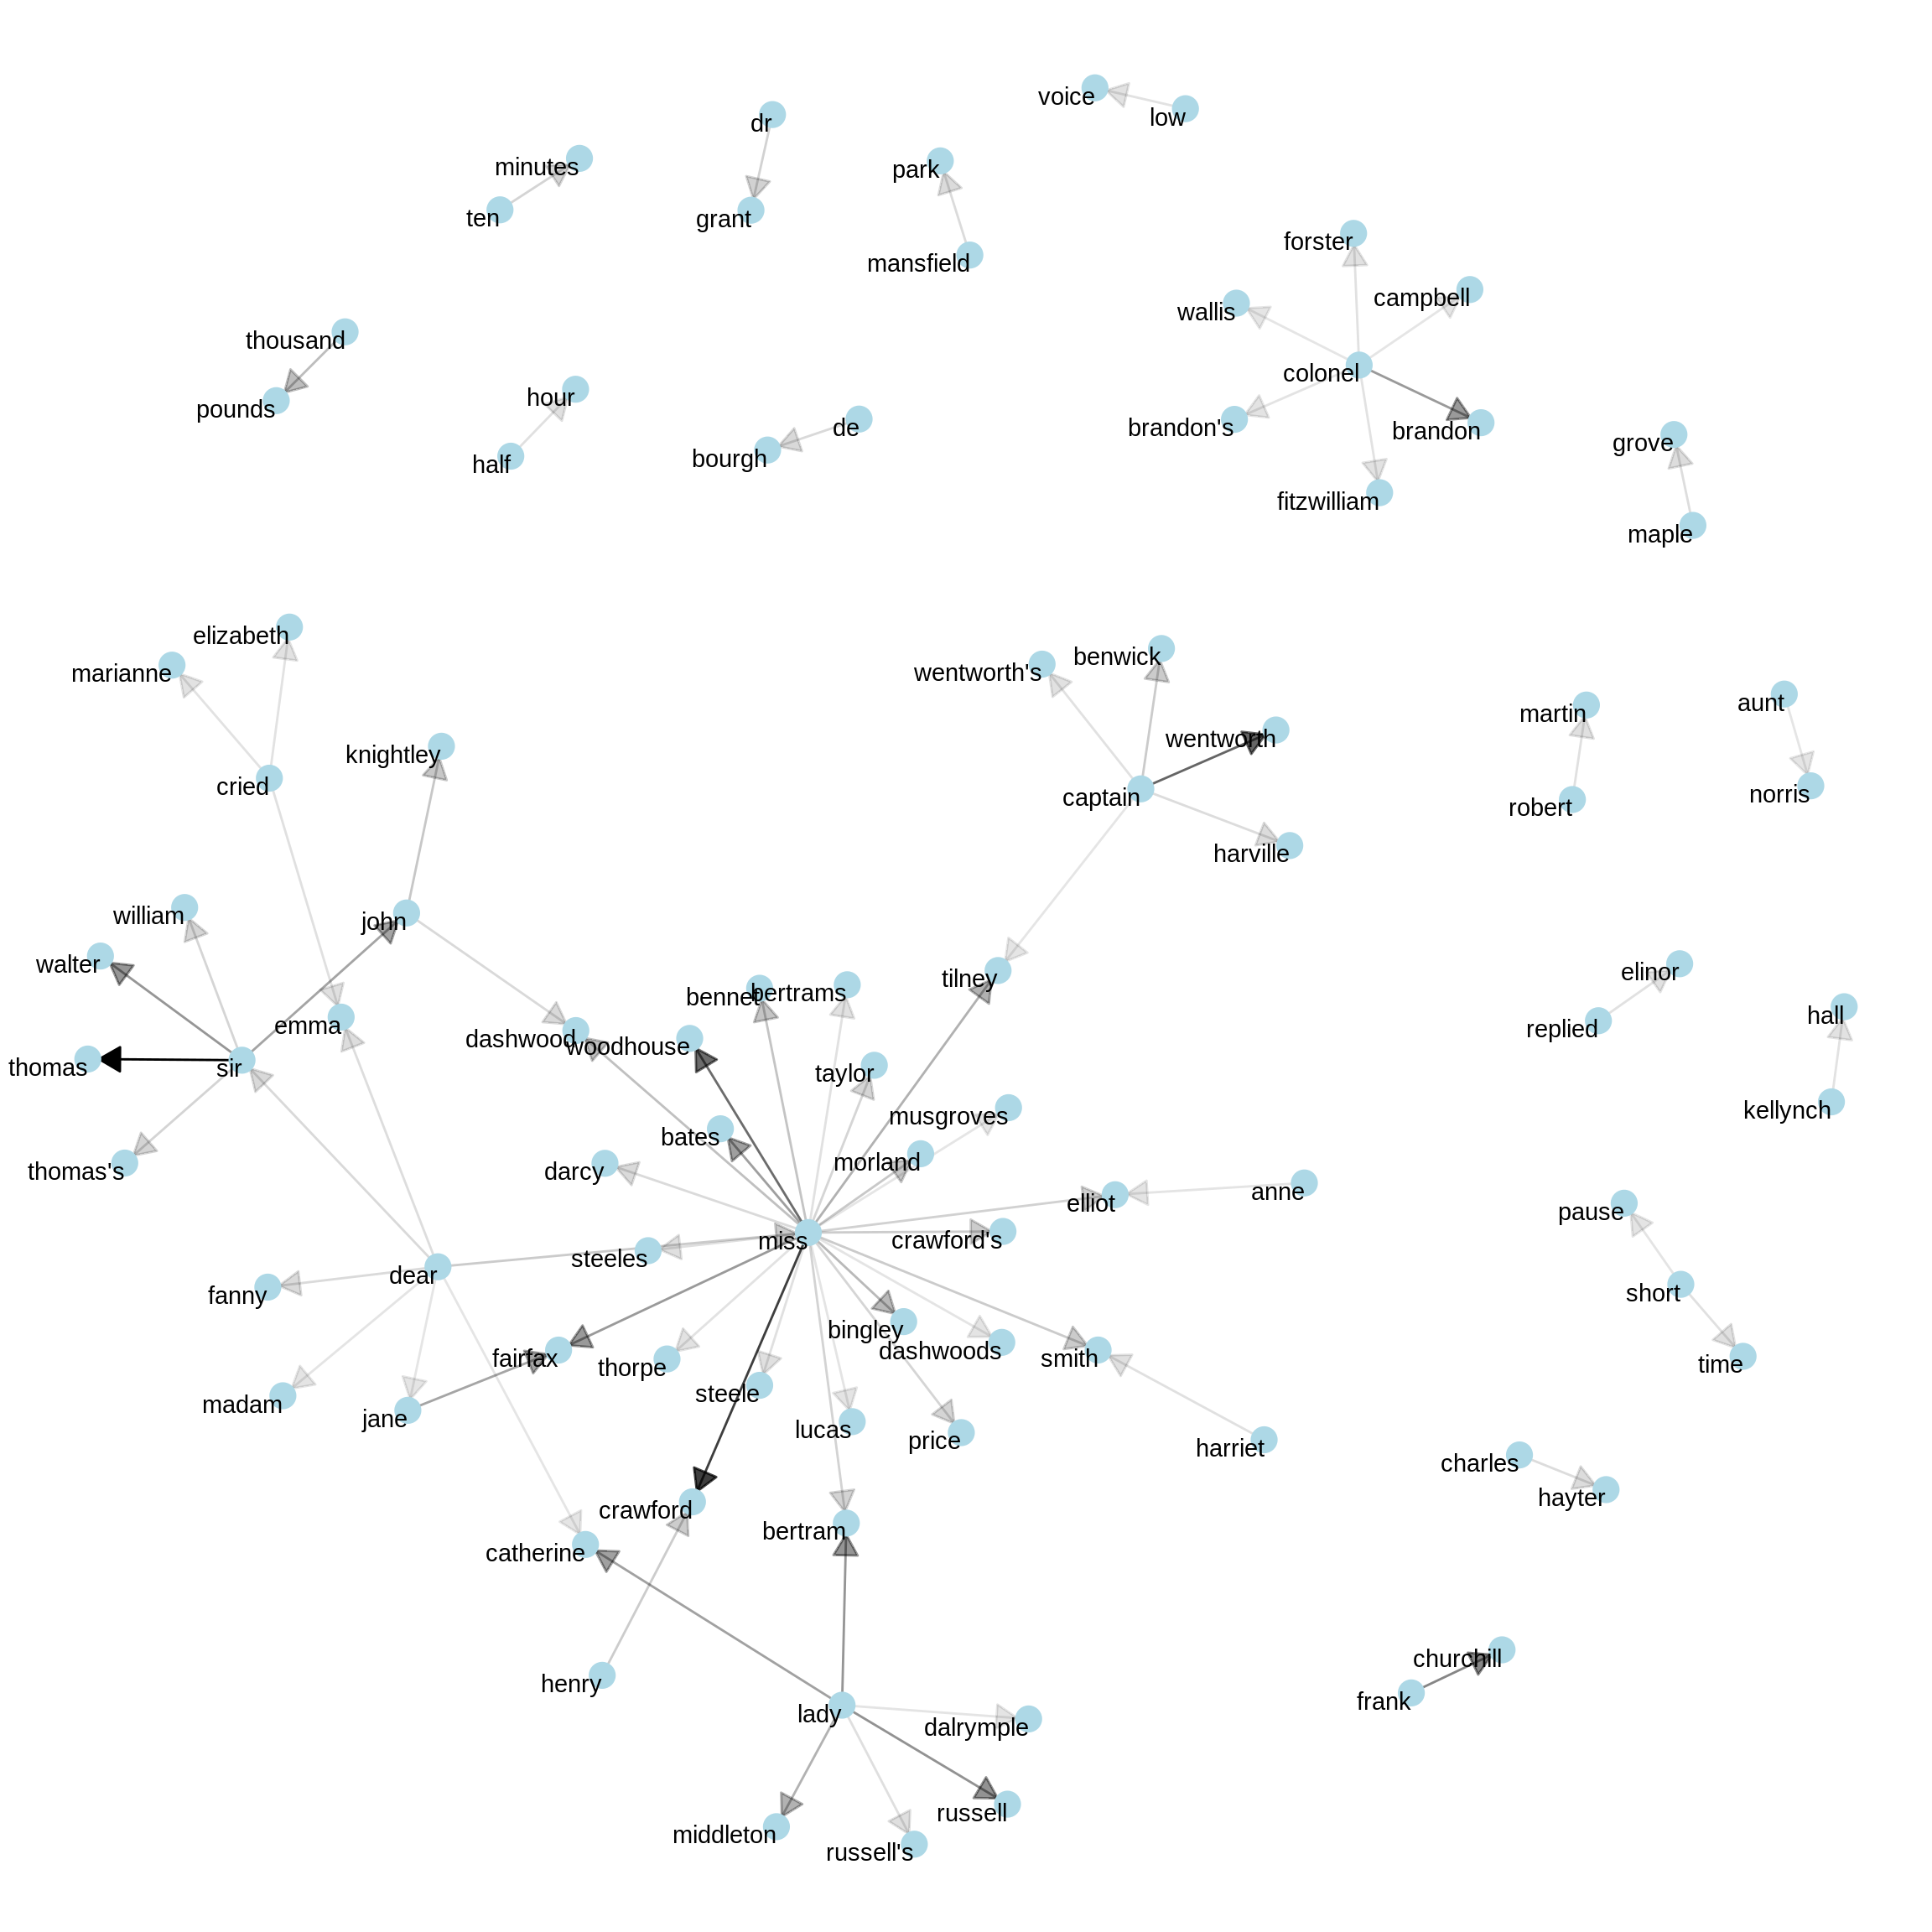 voice
low
dr
minutes
park
ten
grant
forster
mansfield
campbell
wallis
thousand
colonel
hour
pounds
brandon's
de
brandon
grove
bourgh
half
fitzwilliam
maple
elizabeth
benwick
marianne
wentworth's
aunt
martin
wentworth
knightley
cried
norris
captain
robert
harville
william
john
walter
elinor
tilney
bertrams
bennet
hall
emma
replied
dashwood
woodhouse
thomas
sir
taylor
kellynch
musgroves
bates
morland
thomas's
darcy
anne
elliot
pause
crawford's
miss
steeles
dear
short
fanny
bingley
dashwoods
fairfax
smith
time
thorpe
steele
madam
jane
lucas
price
harriet
charles
hayter
crawford
bertram
catherine
churchill
henry
frank
lady
dalrymple
russell
middleton
russell's